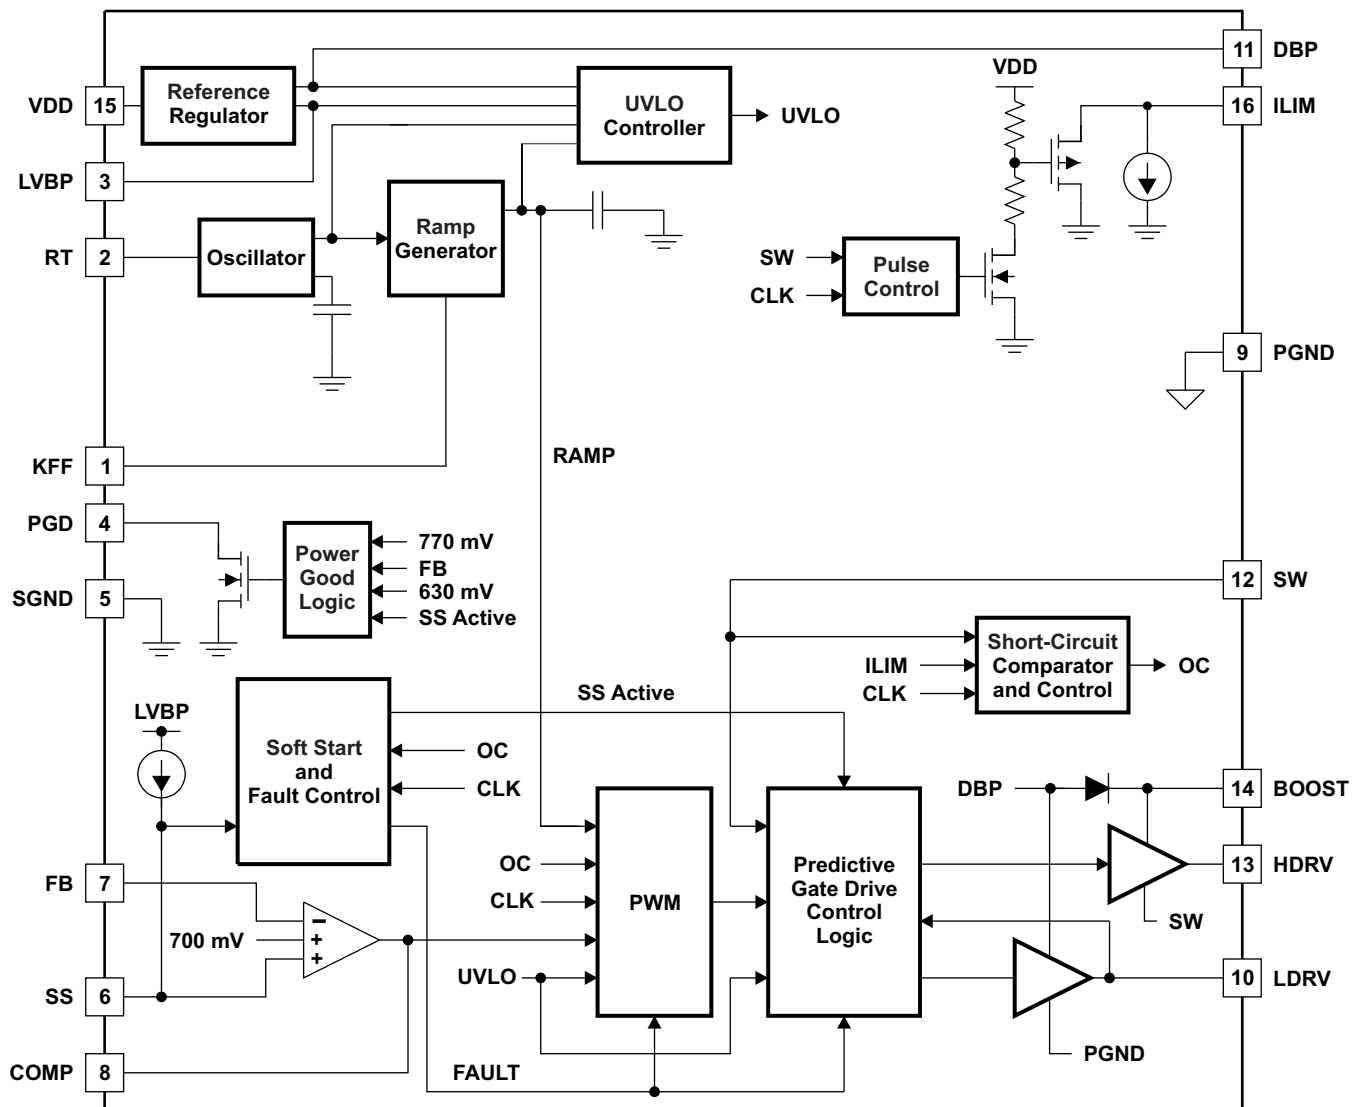 11 DBP
VDD
Reference
Regulator
UVLO
Controller
UVLO
VDD 15
16 ILIM
LVBP 3
Ramp
Generator
RT 2
Oscillator
SW
CLK
Pulse
Control
9 PGND
KFF 1
RAMP
PGD 4
Power
Good
Logic
770 mV
FB
630 mV
SS Active
SGND 5
12 SW
Short-Circuit
Comparator
and Control
ILIM
CLK
OC
SS Active
LVBP
Soft Start
and
Fault Control
OC
CLK
DBP
14 BOOST
FB 7
OC
CLK
PWM
Predictive
Gate Drive
Control
Logic
13 HDRV
SW
700 mV
–
+
+
UVLO
SS 6
10 LDRV
PGND
COMP 8
FAULT